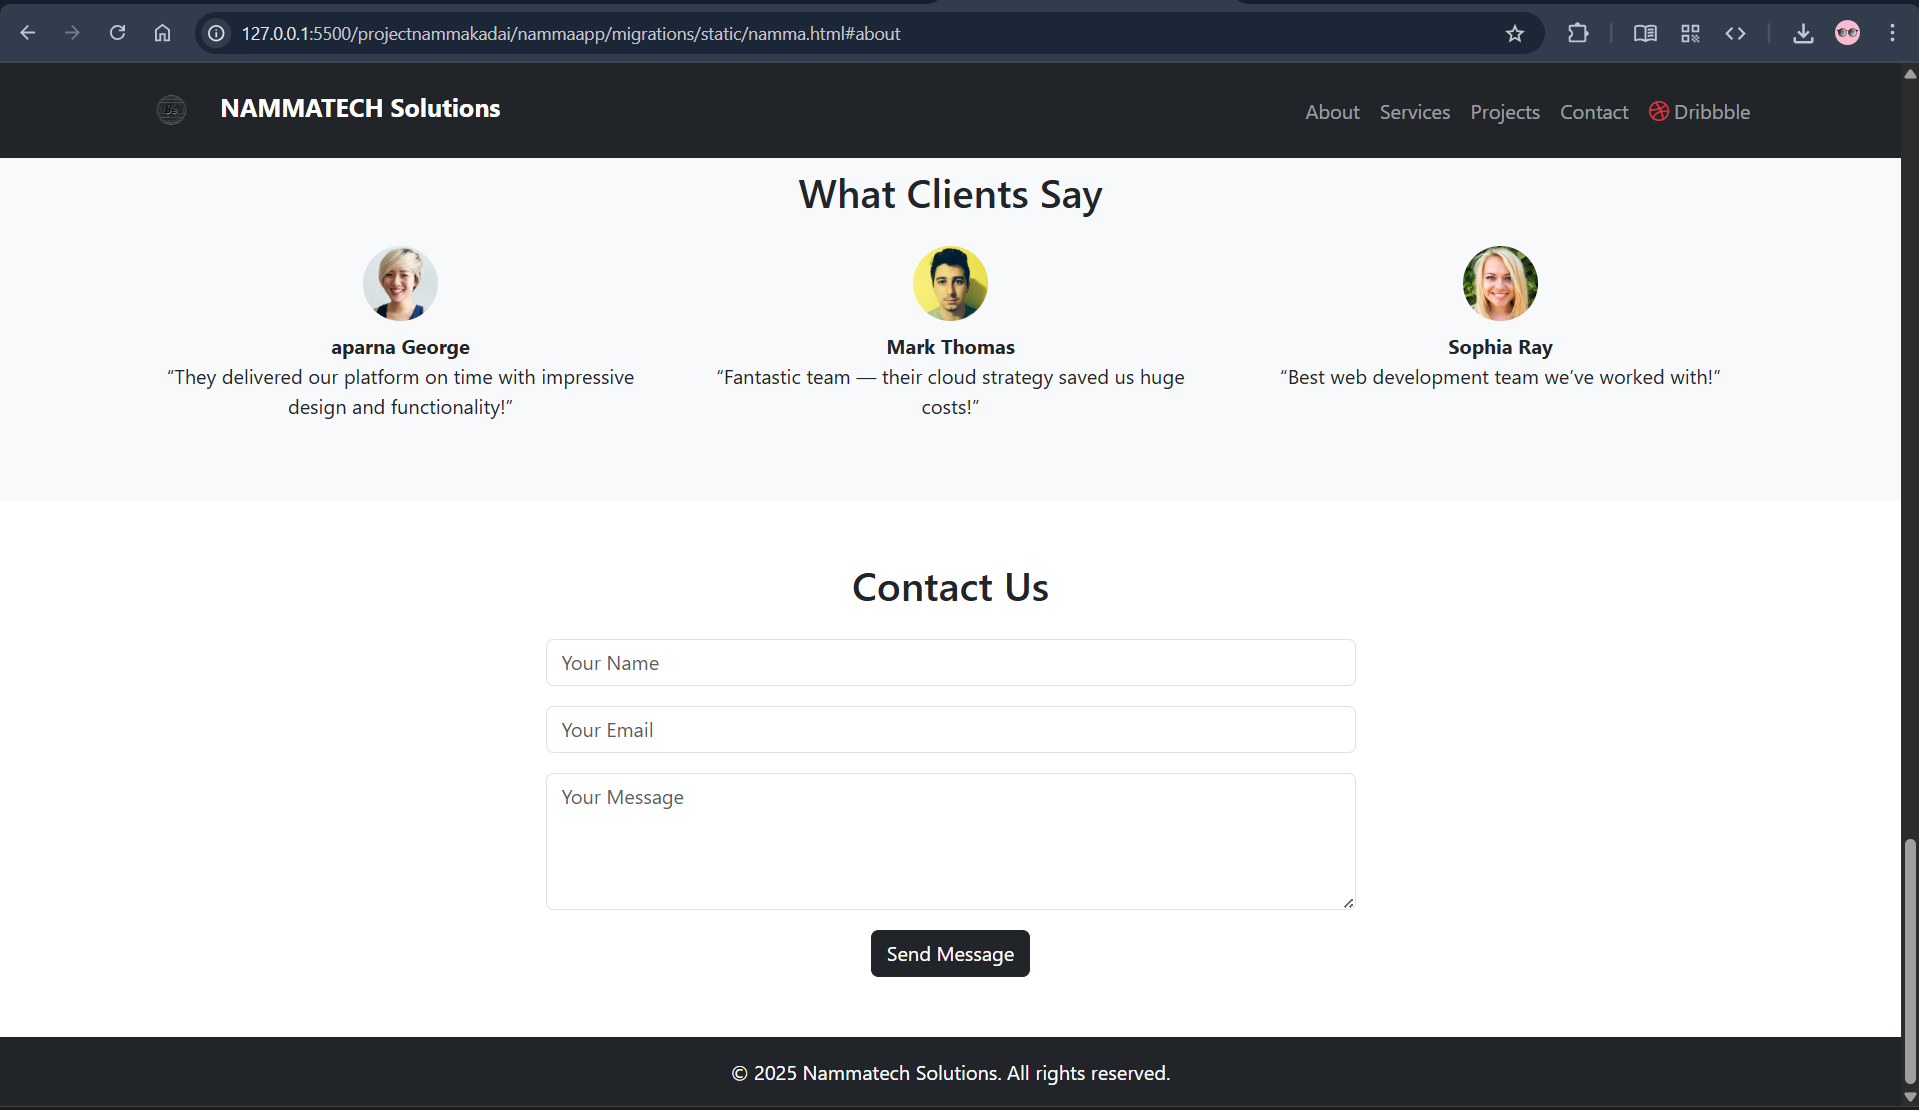 127.0.0.1:5500/projectnammakadai/nammaapp/migrations/static/namma.html#about
NAMMATECH Solutions
About Services Projects Contact Dribbble
What Clients Say
aparna George
“They delivered our platform on time with impressive
design and functionality!”
Mark Thomas
“Fantastic team — their cloud strategy saved us huge
costs!”
Sophia Ray
“Best web development team we’ve worked with!”
Contact Us
Your Name
Your Email
Your Message
Send Message
© 2025 Nammatech Solutions. All rights reserved.